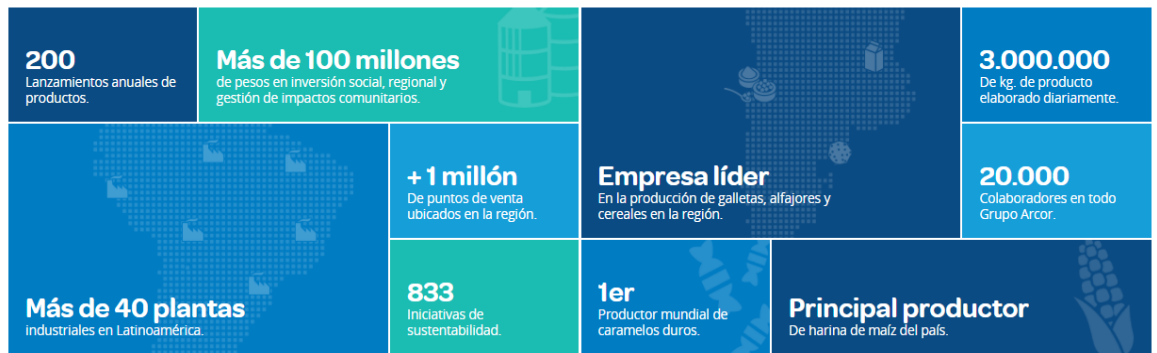 200
Lanzamientos anuales de
productos.
Más de 100 millones
de pesos en inversión social, regional y
gestión de impactos comunitarios.
Más de 40 plantas
industriales en Latinoamérica.
+ 1 millón
De puntos de venta
ubicados en la región.
833
Iniciativas de
sustentabilidad.
Empresa líder
En la producción de galletas, alfajores y
cereales en la región.
3.000.000
De kg. de producto
elaborado diariamente.
20.000
Colaboradores en todo
Grupo Arcor.
1er
Productor mundial de
caramelos duros.
Principal productor
De harina de maíz del país.